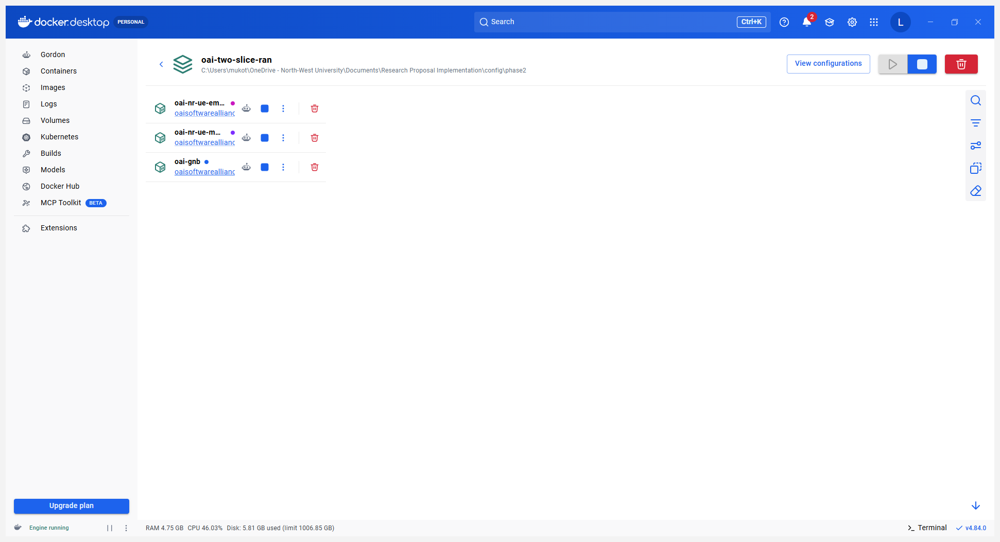 docker.desktop PERSONAL
Search Ctrl+K
2
L
Gordon
Containers
Images
Logs
Volumes
Kubernetes
Builds
Models
Docker Hub
MCP Toolkit BETA
Extensions
Upgrade plan
Engine running
oai-two-slice-ran
C:\Users\mukot\OneDrive - North-West University\Documents\Research Proposal Implementation\config\phase2
View configurations
oai-nr-ue-em...
oaisoftwarealliance
oai-nr-ue-m...
oaisoftwarealliance
oai-gnb
oaisoftwarealliance
RAM 4.75 GB CPU 46.03% Disk: 5.81 GB used (limit 1006.85 GB)
>_ Terminal
v4.84.0